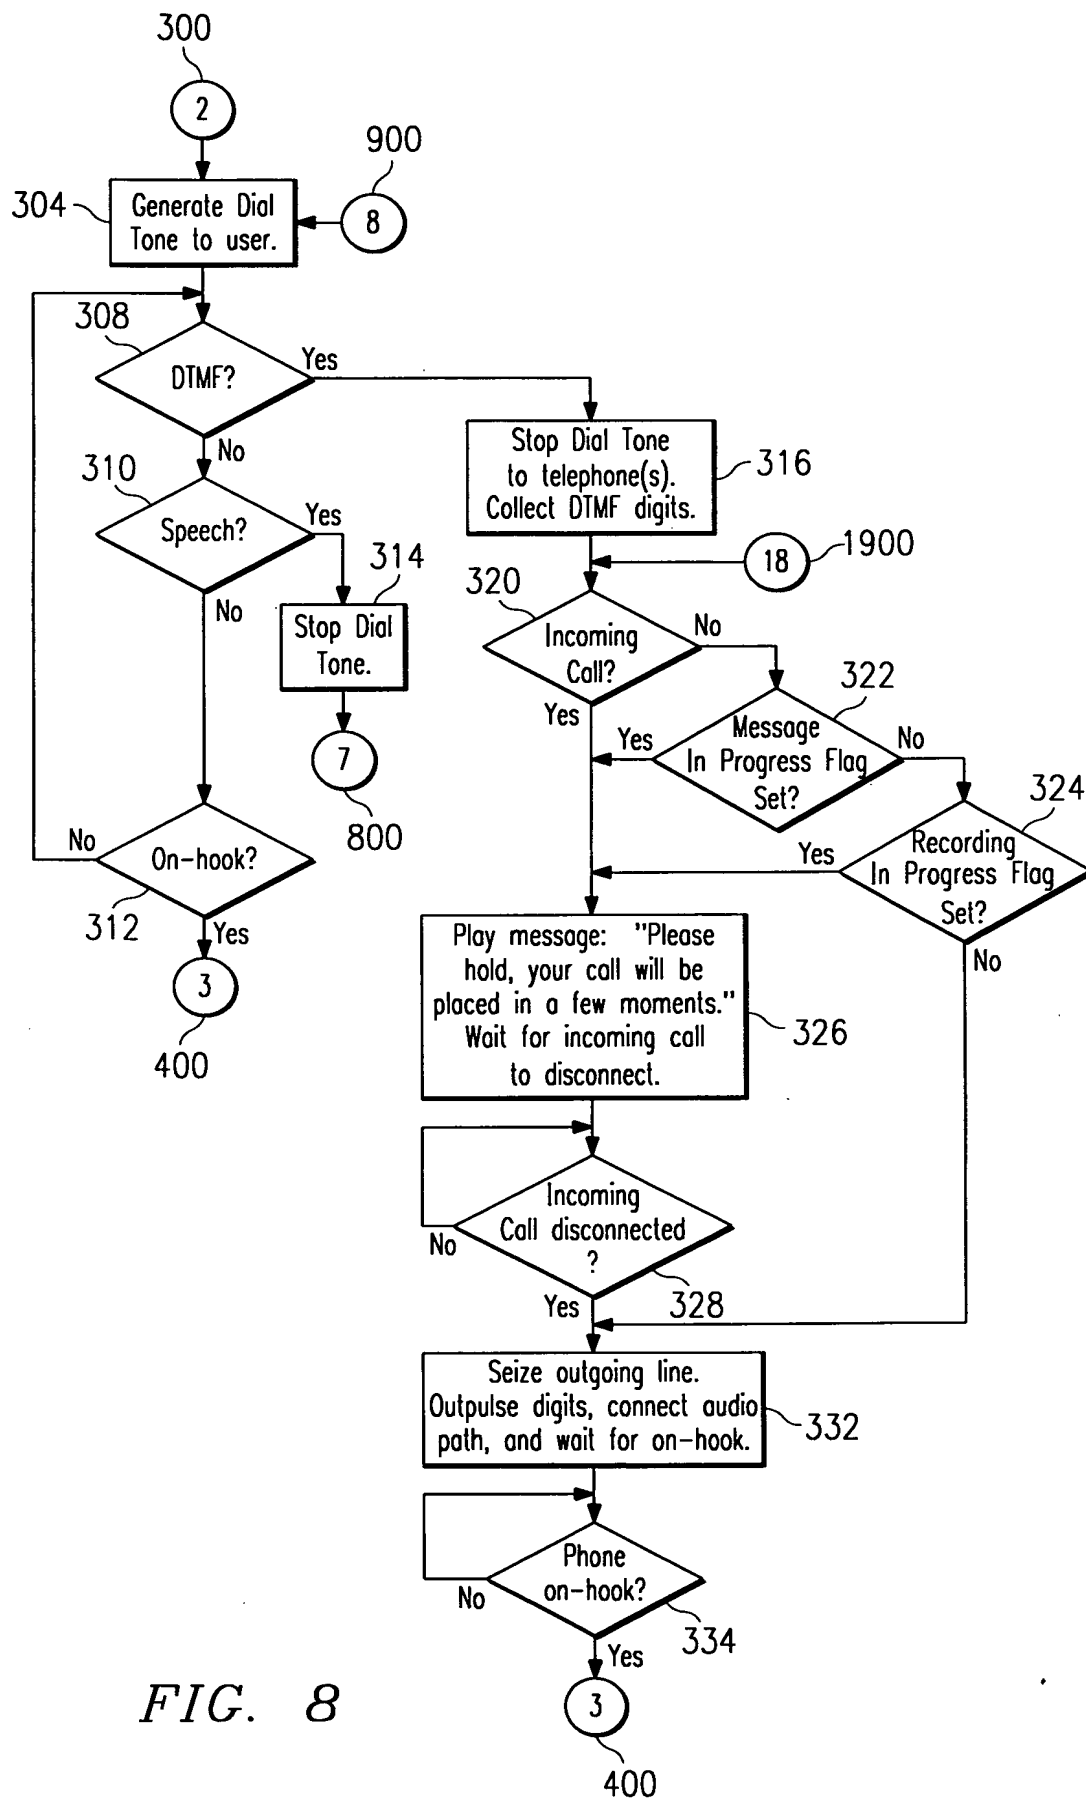 300
2
900
304
Generate Dial
Tone to user.
8
308
DTMF?
Yes
No
Stop Dial Tone
to telephone(s).
Collect DTMF digits.
316
310
Speech?
Yes
No
314
Stop Dial
Tone.
7
800
18
1900
320
Incoming
Call?
No
Yes
322
Message
In Progress Flag
Set?
Yes
No
324
Recording
In Progress Flag
Set?
Yes
No
On-hook?
No
312
Yes
3
400
Play message: "Please
hold, your call will be
placed in a few moments."
Wait for incoming call
to disconnect.
326
Incoming
Call disconnected
?
No
328
Yes
Seize outgoing line.
Outpulse digits, connect audio
path, and wait for on-hook.
332
Phone
on-hook?
No
334
Yes
3
400
FIG. 8